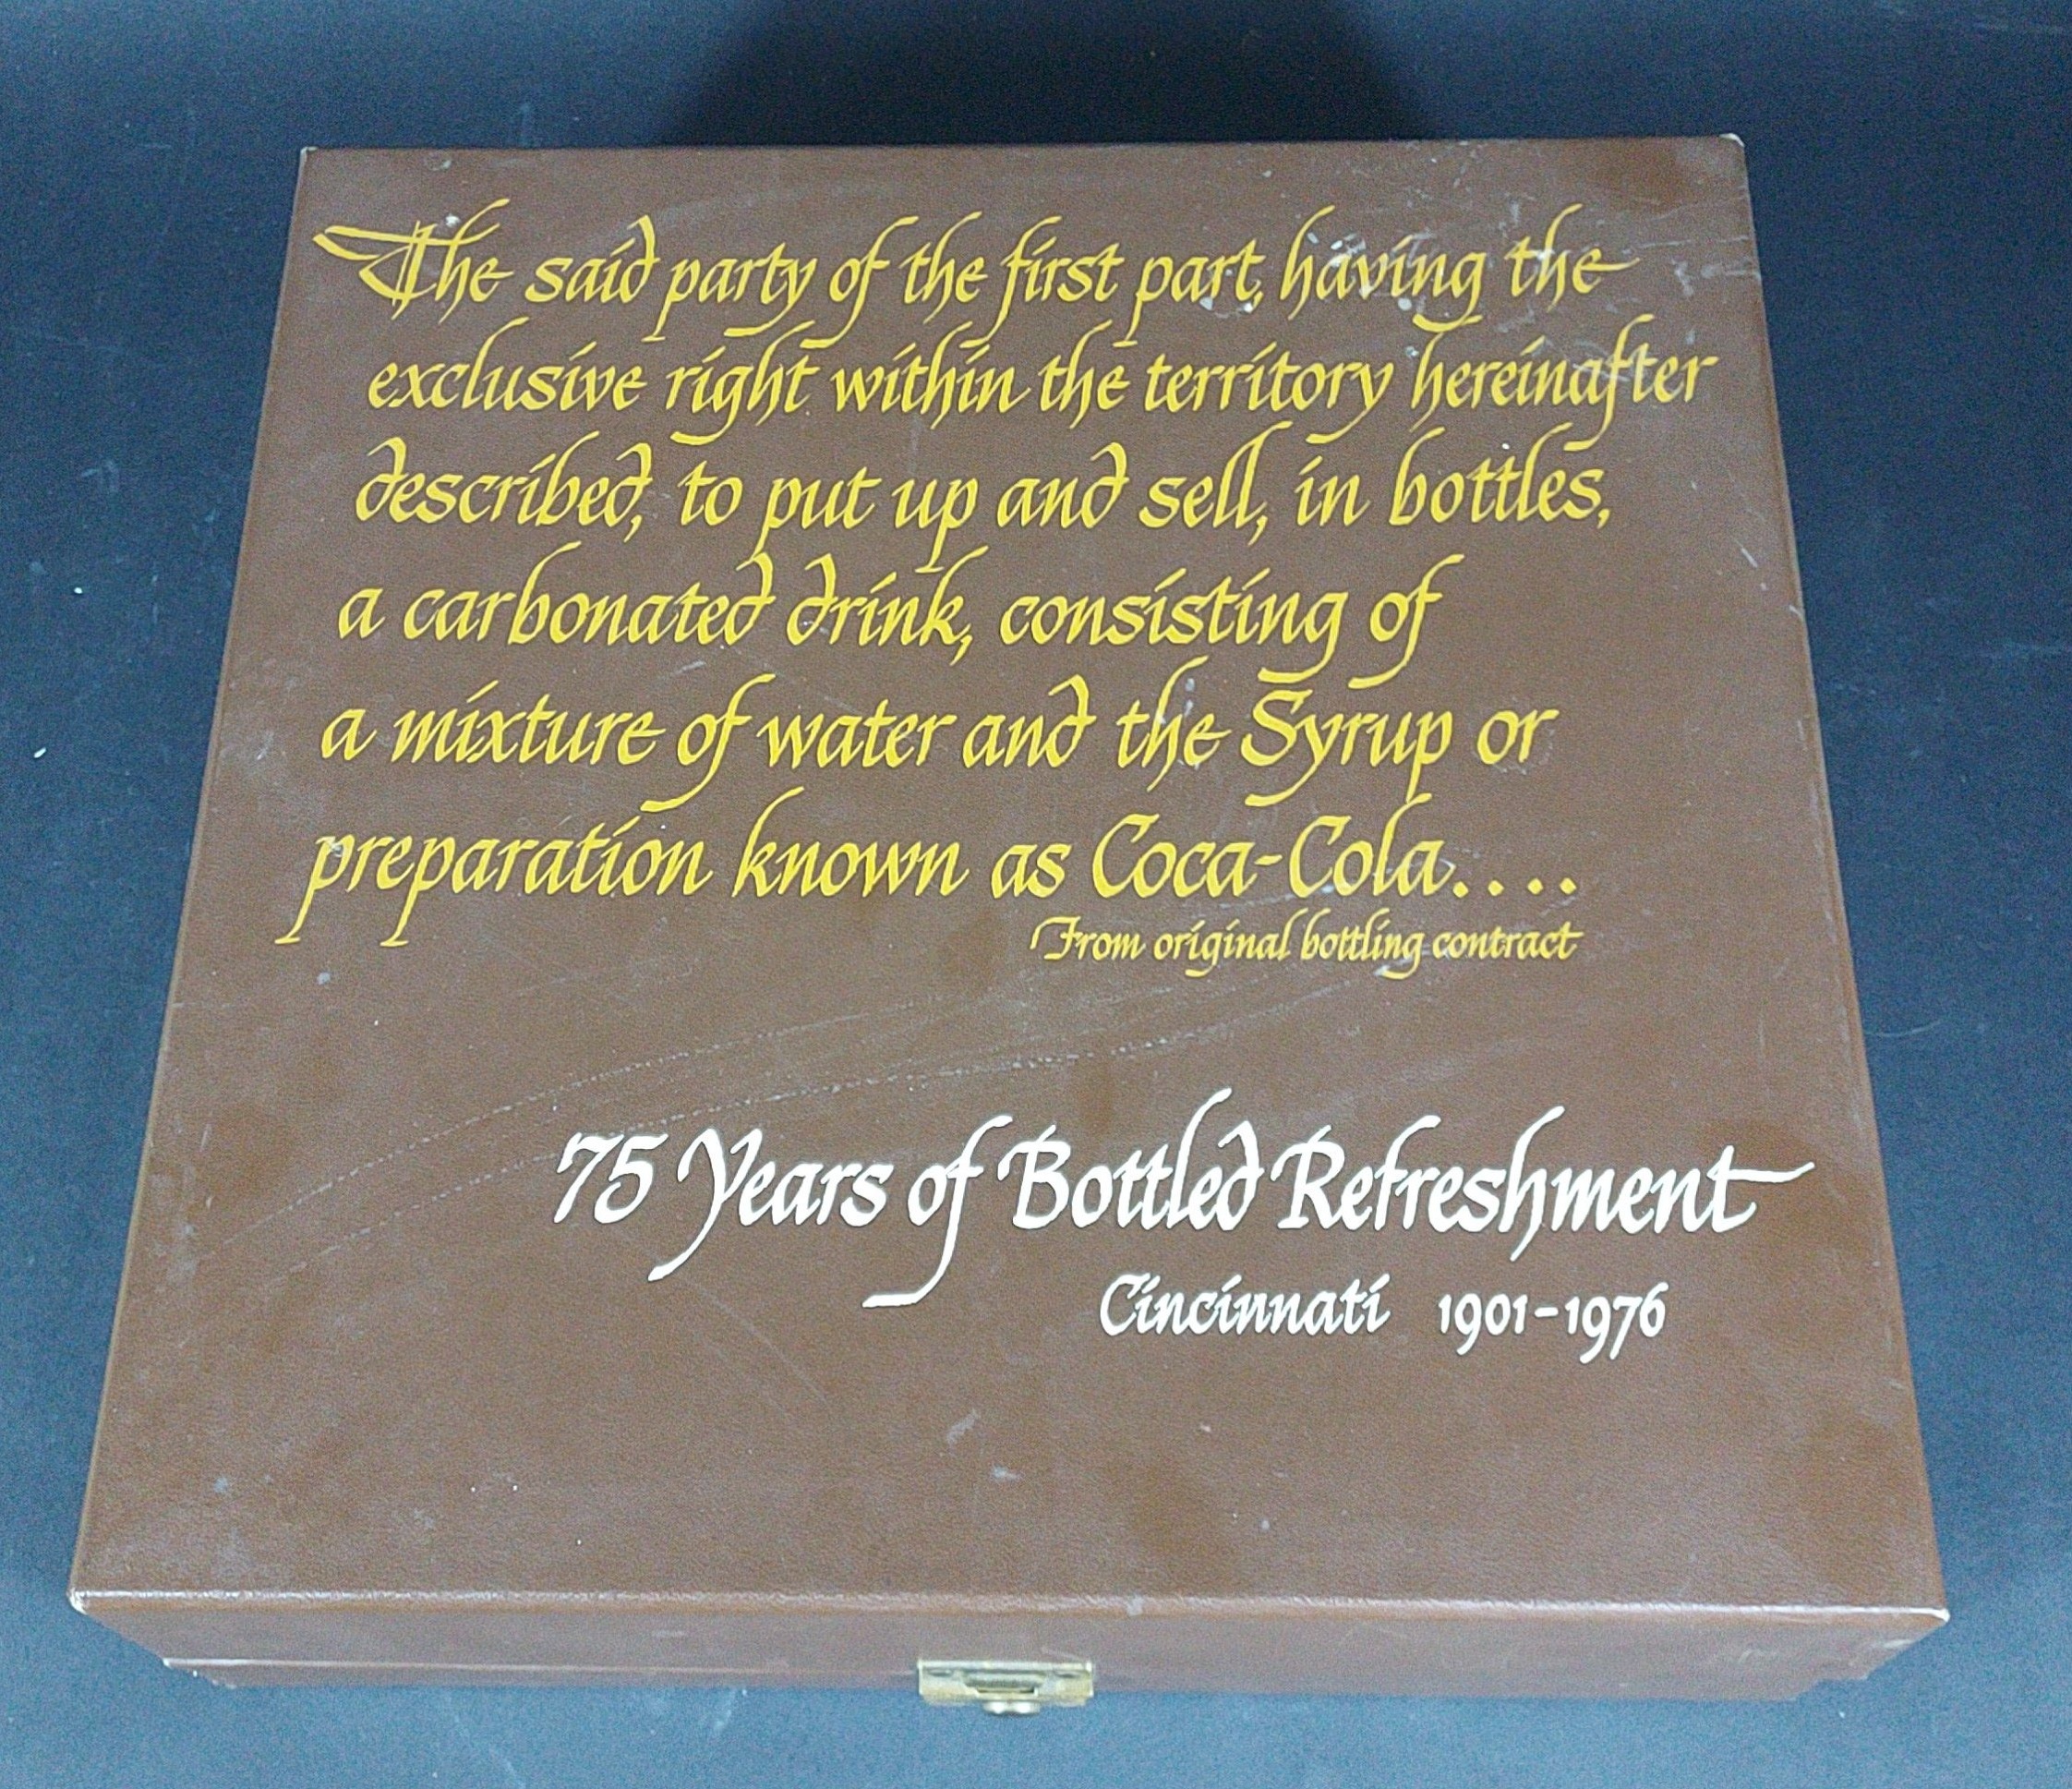 The said party of the first part, having the
exclusive right within the territory hereinafter
described, to put up and sell, in bottles,
a carbonated drink, consisting of
a mixture of water and the Syrup or
preparation known as Coca-Cola....
From original bottling contract
75 Years of Bottled Refreshment
Cincinnati 1901-1976